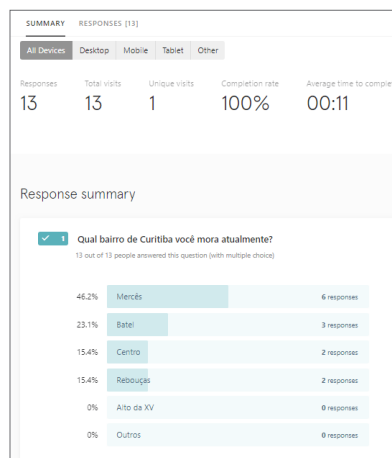 SUMMARY RESPONSES [13]
All Devices Desktop Mobile Tablet Other
Responses Total visits Unique visits Completion rate Average time to comple
13 13 1 100% 00:11
Response summary
1 Qual bairro de Curitiba você mora atualmente?
13 out of 13 people answered this question (with multiple choice)
46.2% Mercês 6 responses
23.1% Batel 3 responses
15.4% Centro 2 responses
15.4% Rebouças 2 responses
0% Alto da XV 0 responses
0% Outros 0 responses